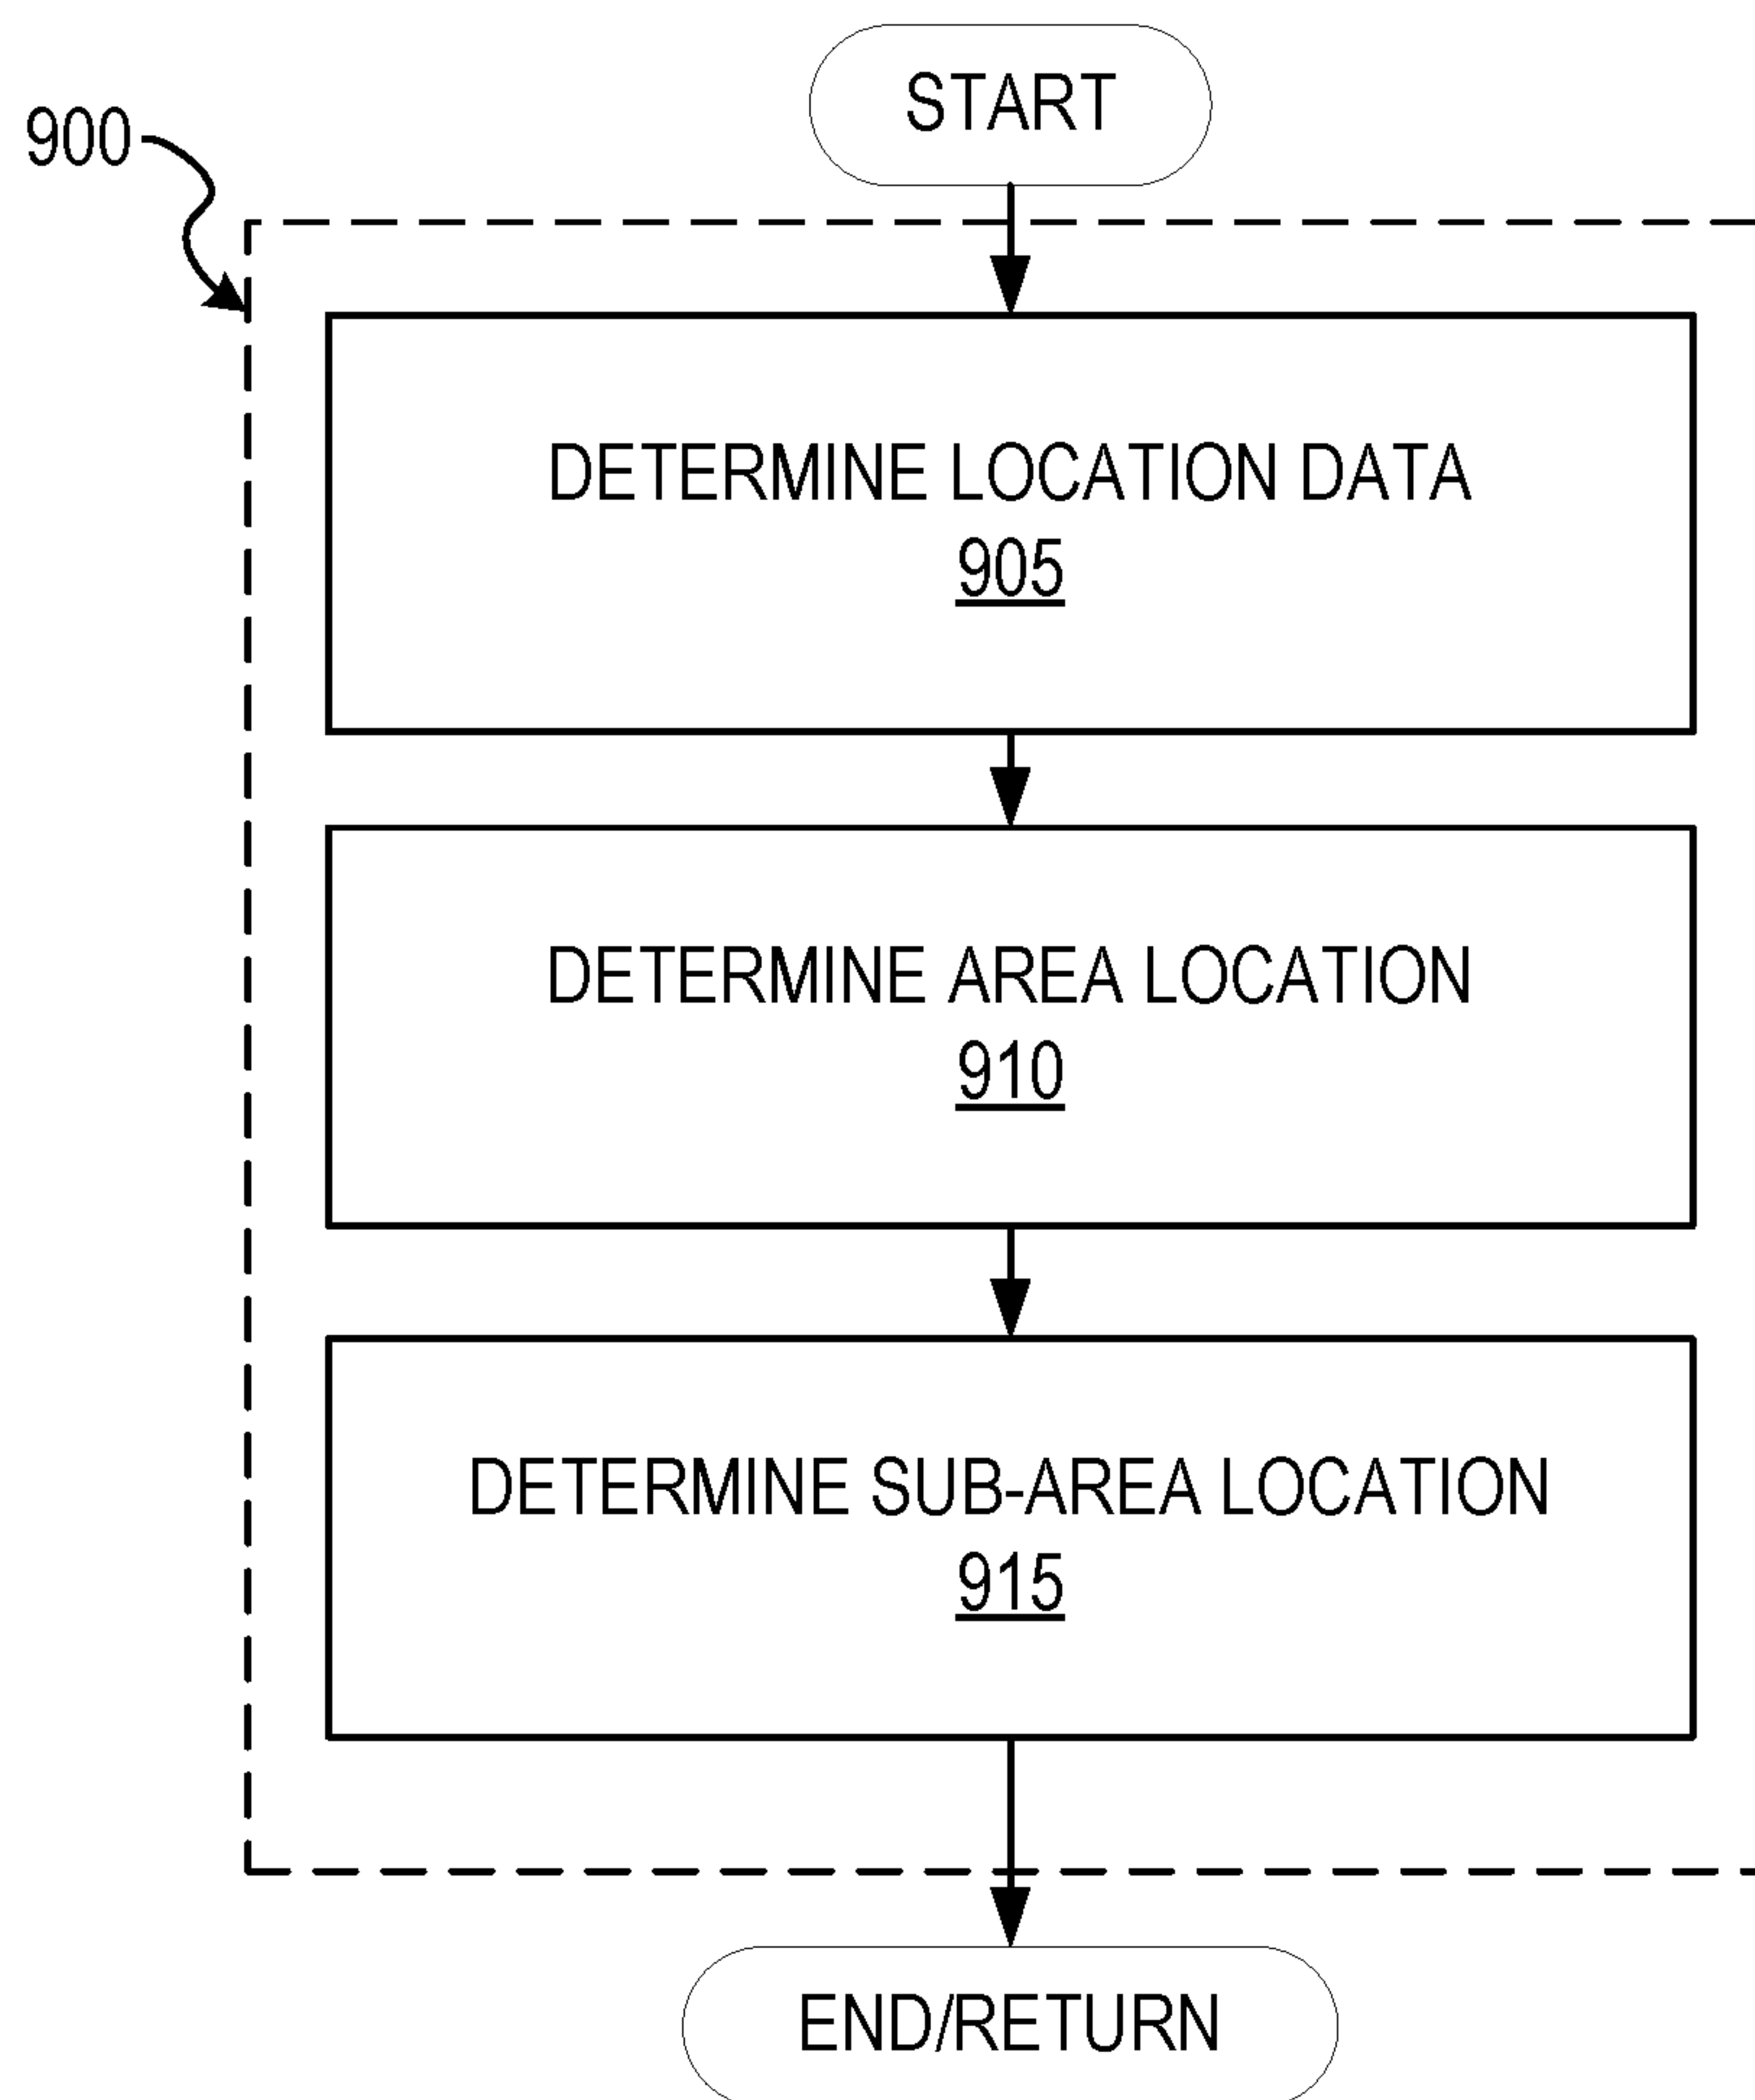 START
900
DETERMINE LOCATION DATA
905
DETERMINE AREA LOCATION
910
DETERMINE SUB-AREA LOCATION
915
END/RETURN